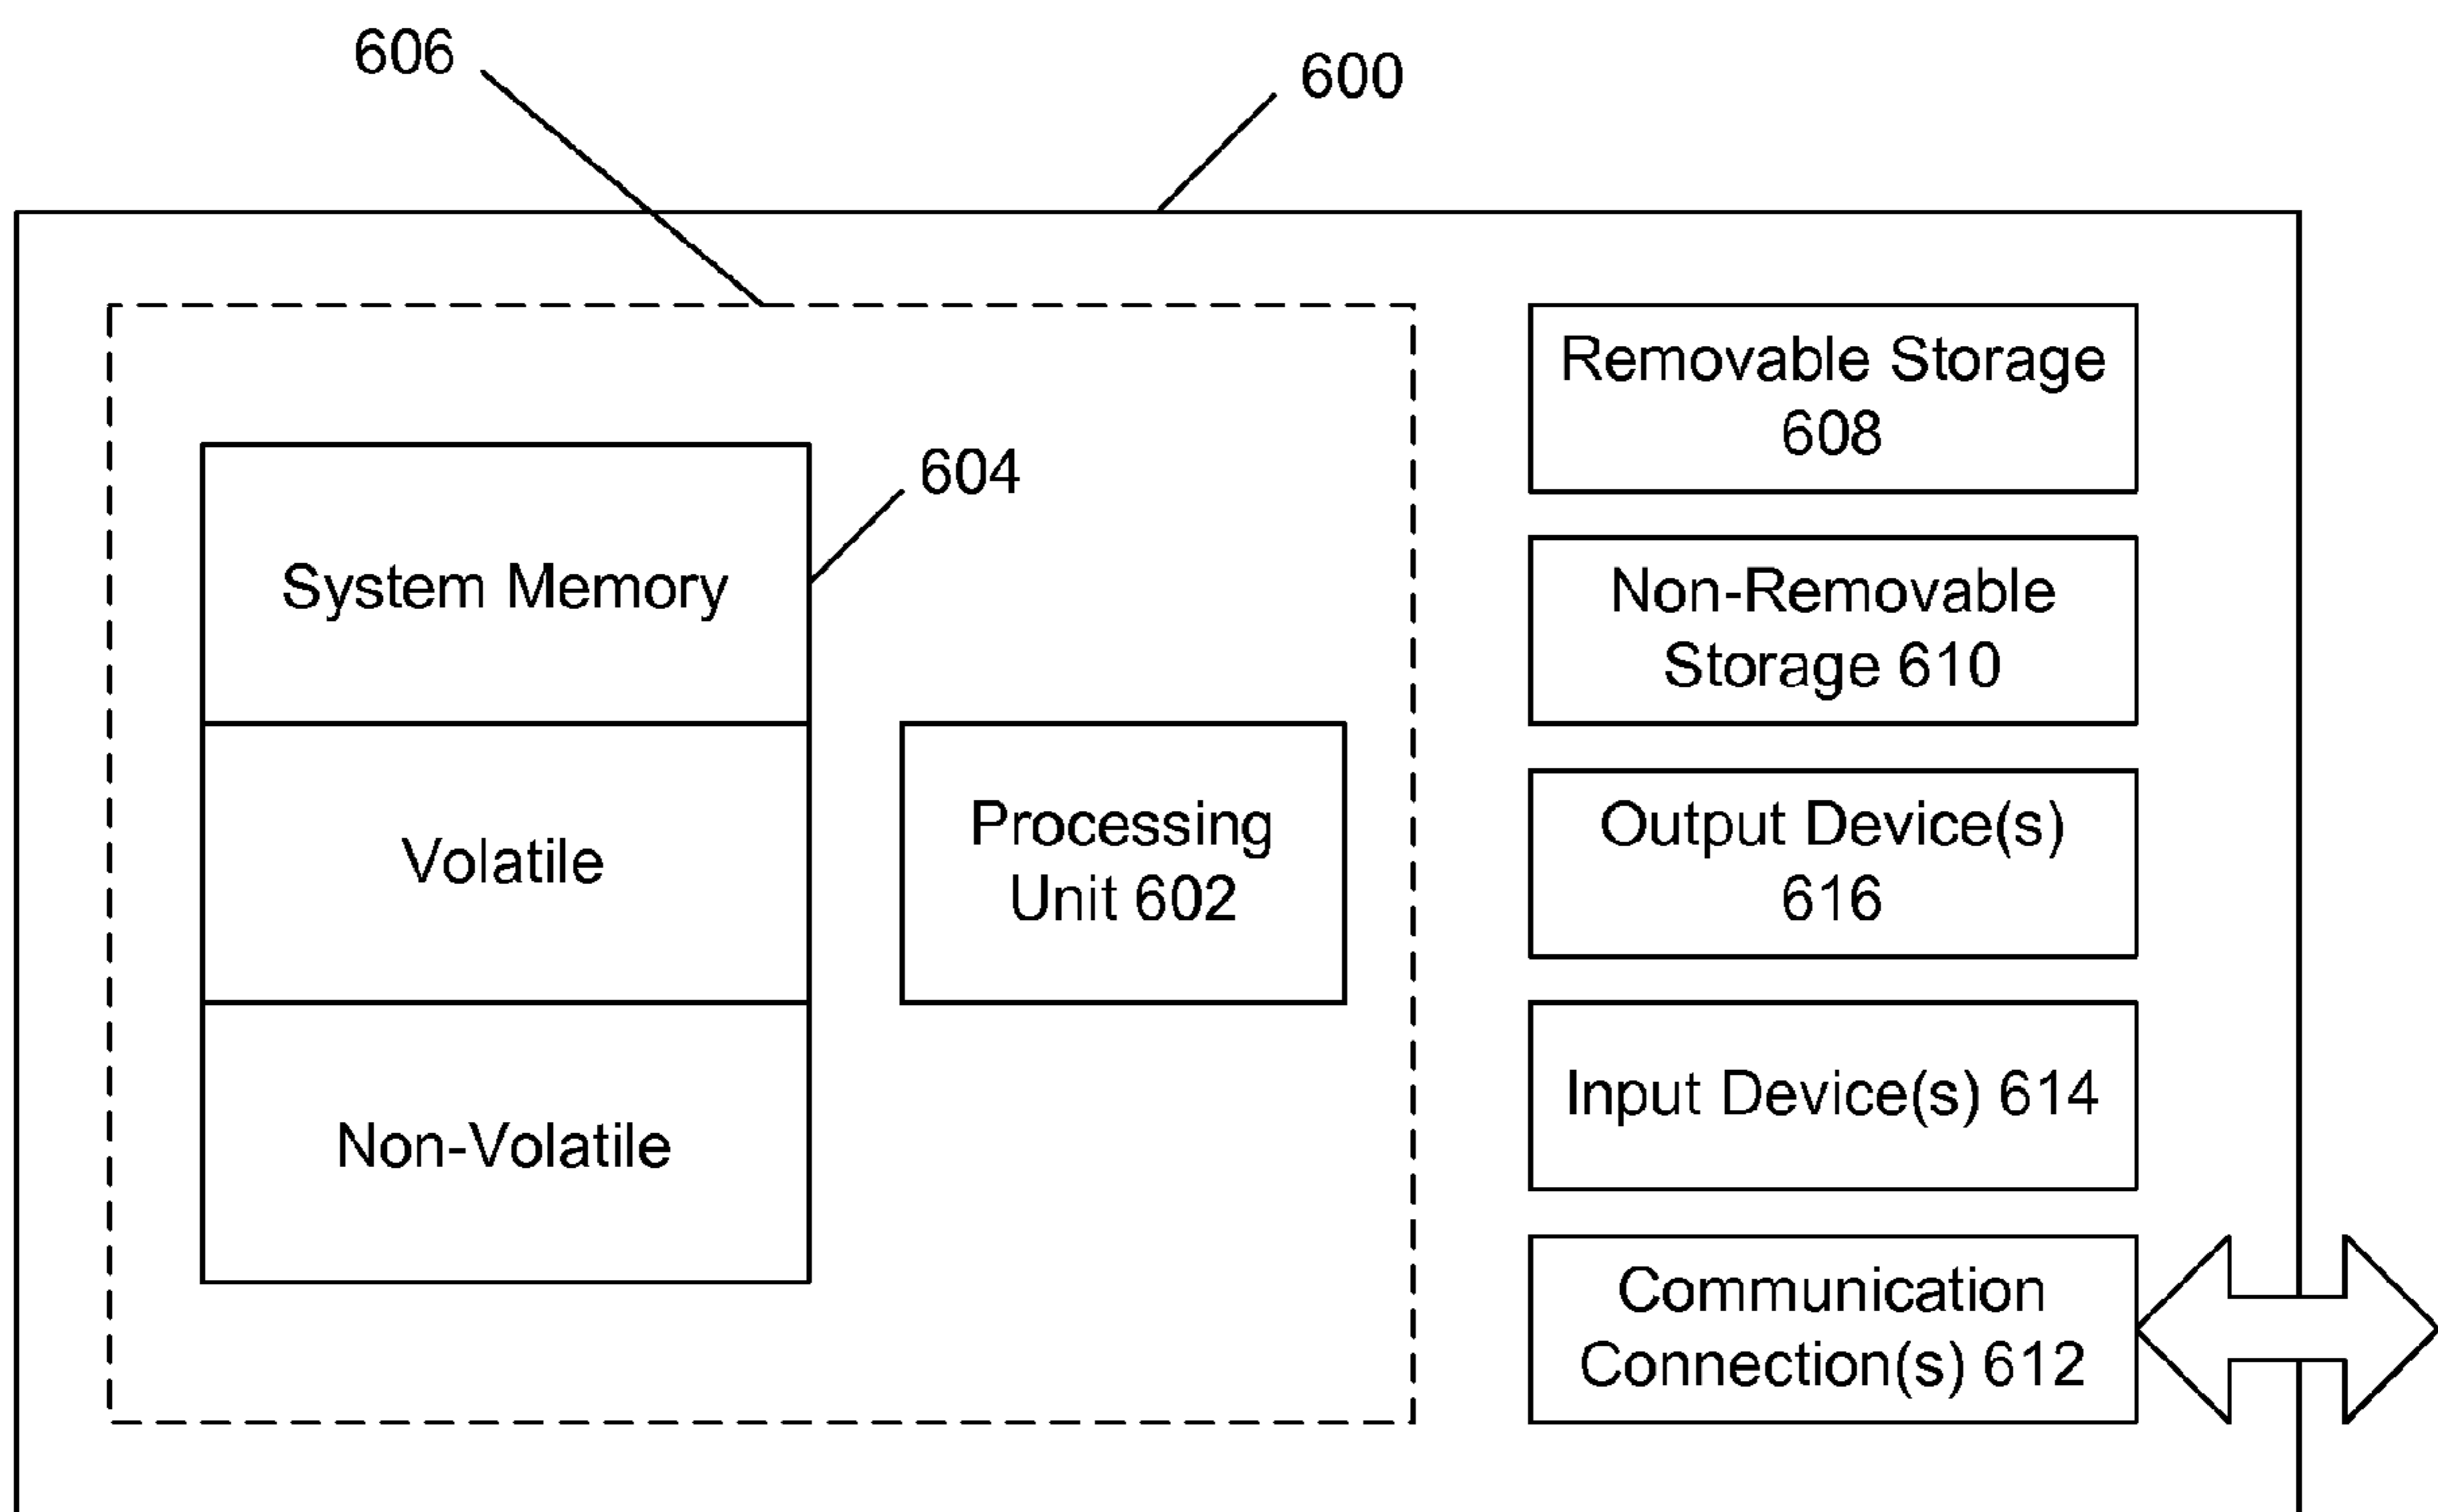 606
600
604
System Memory
Volatile
Non-Volatile
Processing
Unit 602
Removable Storage
608
Non-Removable
Storage 610
Output Device(s)
616
Input Device(s) 614
Communication
Connection(s) 612